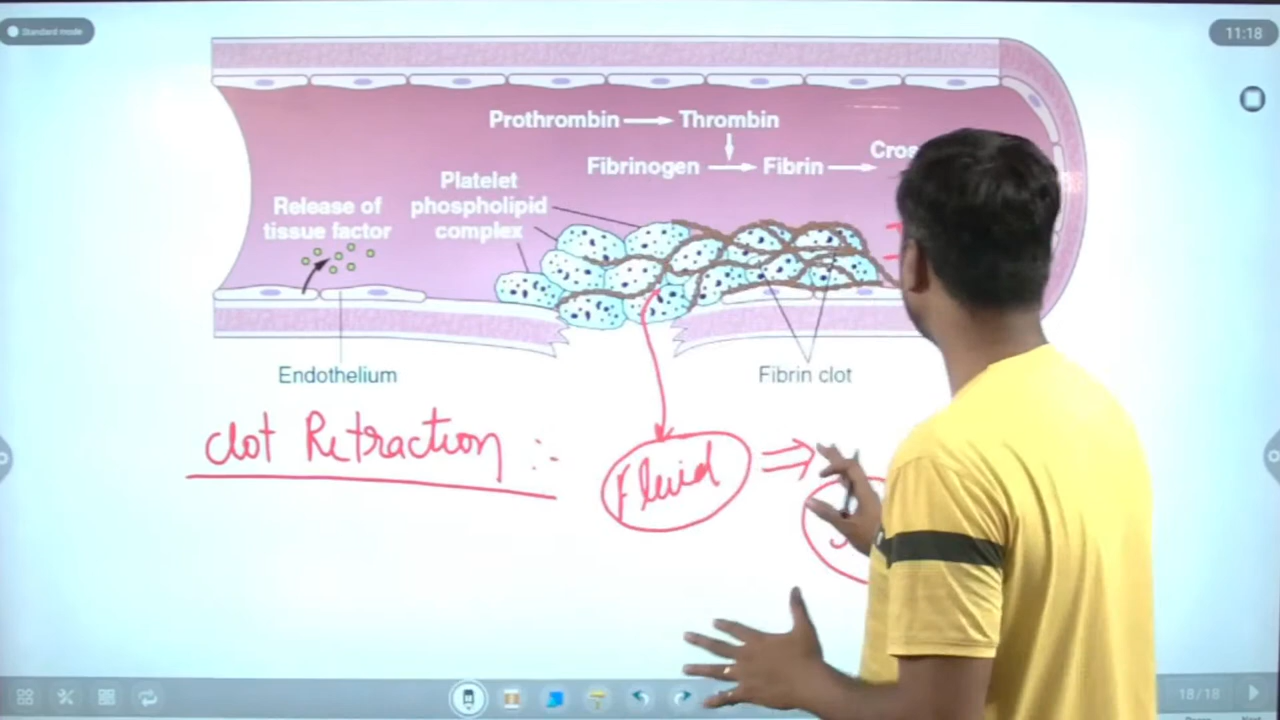 Standard mode
11:18
Prothrombin → Thrombin
Fibrinogen → Fibrin → Cros
Platelet
phospholipid
complex
Release of
tissue factor
Endothelium
Fibrin clot
clot Retraction :-
Fluid ⇒
18/18